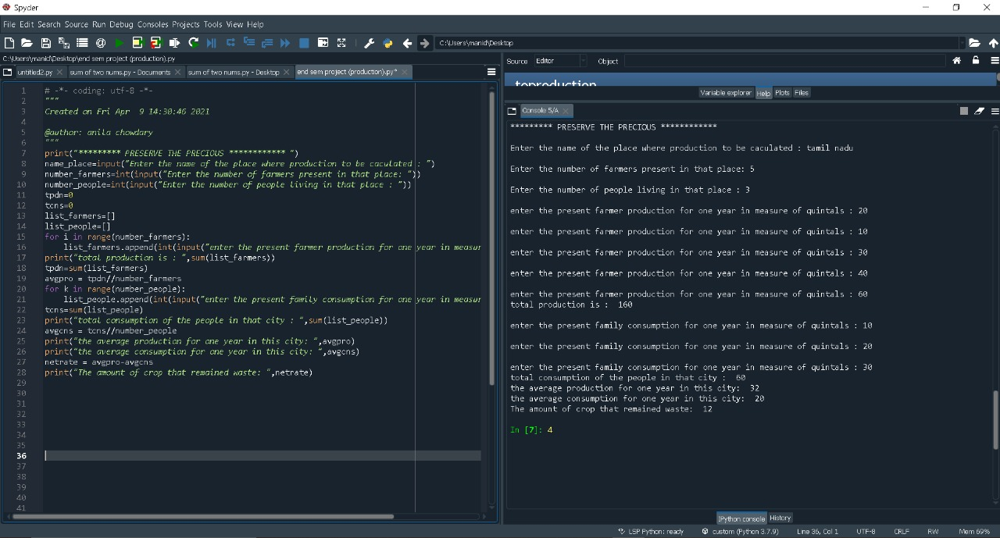 Spyder
File Edit Search Source Run Debug Consoles Projects Tools View Help
C:\Users\manid\Desktop
C:\Users\manid\Desktop\end sem project (production).py
untitled2.py
sum of two nums.py - Documents
sum of two nums.py - Desktop
end sem project (production).py*
1 # -*- coding: utf-8 -*-
2 """
3 Created on Fri Apr  9 14:30:46 2021
4
5 @author: anila chowdary
6 """
7 print("********* PRESERVE THE PRECIOUS ************ ")
8 name_place=input("Enter the name of the place where production to be caculated : ")
9 number_farmers=int(input("Enter the number of farmers present in that place: "))
10 number_people=int(input("Enter the number of people living in that place : "))
11 tpdn=0
12 tcns=0
13 list_farmers=[]
14 list_people=[]
15 for i in range(number_farmers):
16     list_farmers.append(int(input("enter the present farmer production for one year in measur
17 print("total production is : ",sum(list_farmers))
18 tpdn=sum(list_farmers)
19 avgpro = tpdn//number_farmers
20 for k in range(number_people):
21     list_people.append(int(input("enter the present family consumption for one year in measur
22 tcns=sum(list_people)
23 print("total consumption of the people in that city : ",sum(list_people))
24 avgcns = tcns//number_people
25 print("the average production for one year in this city: ",avgpro)
26 print("the average consumption for one year in this city: ",avgcns)
27 netrate = avgpro-avgcns
28 print("The amount of crop that remained waste: ",netrate)
29
30
31
32
33
34
35
36
37
38
39
40
41
Source Editor Object
toproduction
Variable explorer Help Plots Files
Console 5/A
********* PRESERVE THE PRECIOUS ************
Enter the name of the place where production to be caculated : tamil nadu
Enter the number of farmers present in that place: 5
Enter the number of people living in that place : 3
enter the present farmer production for one year in measure of quintals : 20
enter the present farmer production for one year in measure of quintals : 10
enter the present farmer production for one year in measure of quintals : 30
enter the present farmer production for one year in measure of quintals : 40
enter the present farmer production for one year in measure of quintals : 60
total production is :  160
enter the present family consumption for one year in measure of quintals : 10
enter the present family consumption for one year in measure of quintals : 20
enter the present family consumption for one year in measure of quintals : 30
total consumption of the people in that city :  60
the average production for one year in this city:  32
the average consumption for one year in this city:  20
The amount of crop that remained waste:  12
In [7]: 4
IPython console History
LSP Python: ready custom (Python 3.7.9) Line 36, Col 1 UTF-8 CRLF RW Mem 69%